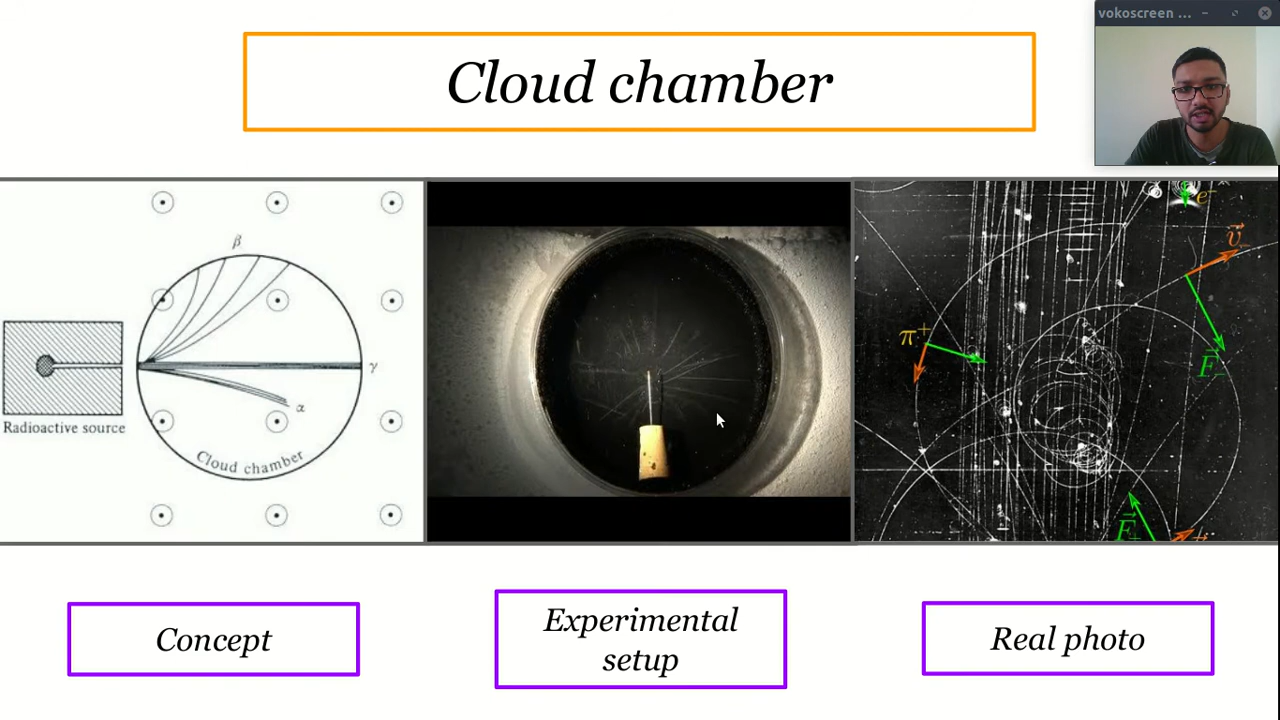 vokoscreen ...
Cloud chamber
β
γ
α
Radioactive source
Cloud chamber
e⁻
v⃗₋
π⁺
F⃗₋
F⃗₊
Concept
Experimental
setup
Real photo